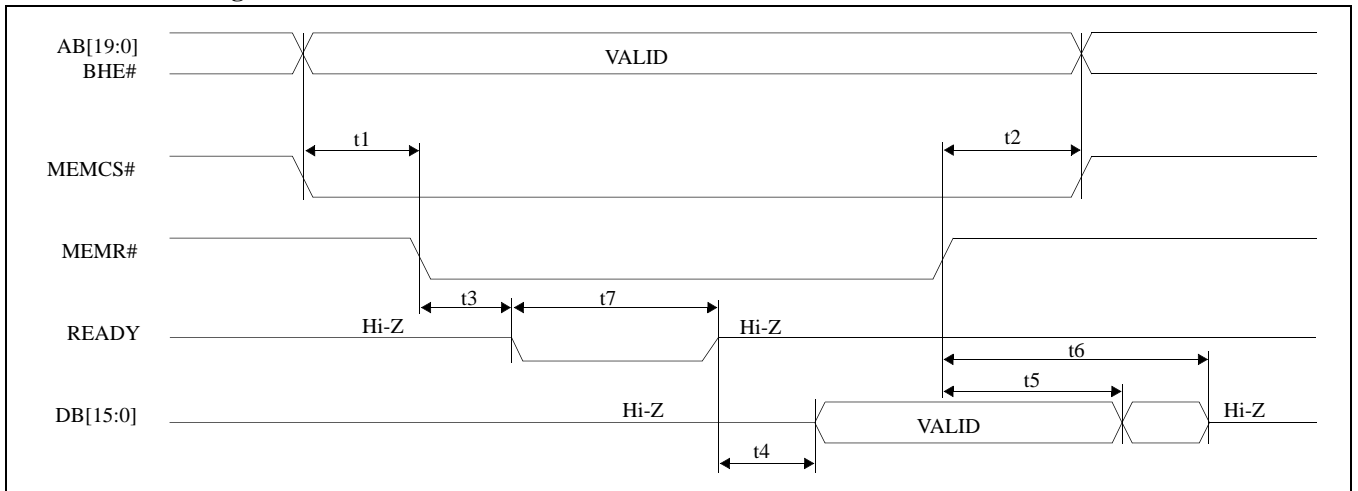 AB[19:0]
BHE#
VALID
t1
t2
MEMCS#
MEMR#
t3
t7
READY
Hi-Z
Hi-Z
t6
t5
DB[15:0]
Hi-Z
VALID
Hi-Z
t4